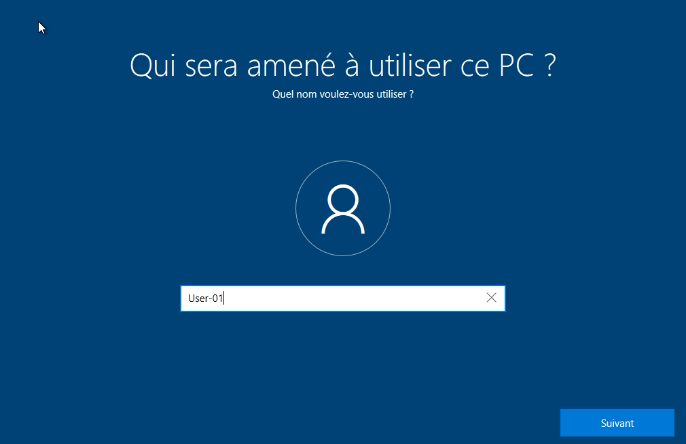 Qui sera amené à utiliser ce PC ?
Quel nom voulez-vous utiliser ?
User-01
Suivant